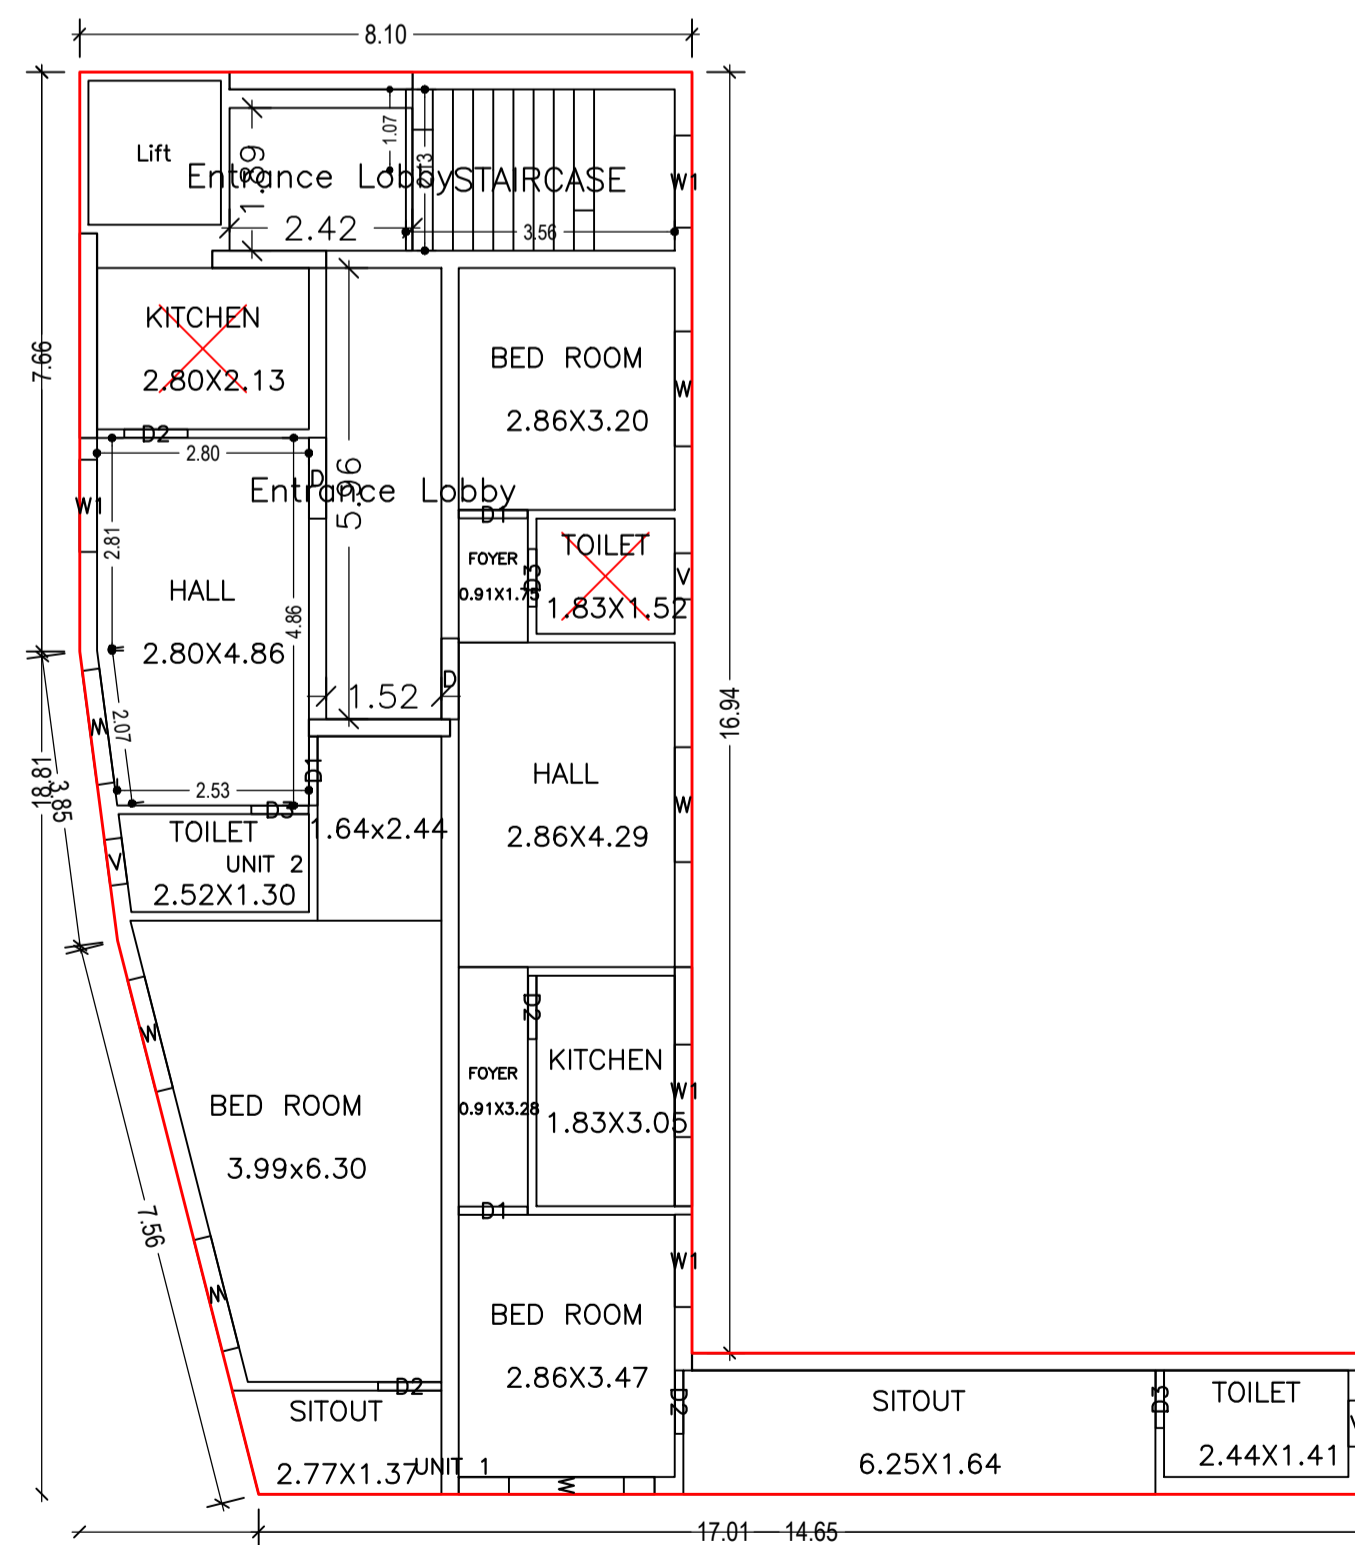 8.10
Lift
1.89
1.07
2.13
Entrance Lobby
STAIRCASE
W1
2.42
3.56
KITCHEN
2.80X2.13
7.66
BED ROOM
2.86X3.20
W
D2
2.80
D
W1
Entrance Lobby
5.96
D1
2.81
FOYER
0.91X1.75
D3
TOILET
1.83X1.52
V
HALL
2.80X4.86
4.86
1.52
D
16.94
W
2.07
18.81
3.85
2.53
D1
HALL
2.86X4.29
W
D3
TOILET
UNIT 2
2.52X1.30
V
1.64x2.44
W
D2
KITCHEN
1.83X3.05
W1
FOYER
0.91X3.28
BED ROOM
3.99x6.30
7.56
D1
W1
W
BED ROOM
2.86X3.47
D2
D2
SITOUT
2.77X1.37
UNIT 1
W
SITOUT
6.25X1.64
D3
TOILET
2.44X1.41
V
17.01
14.65